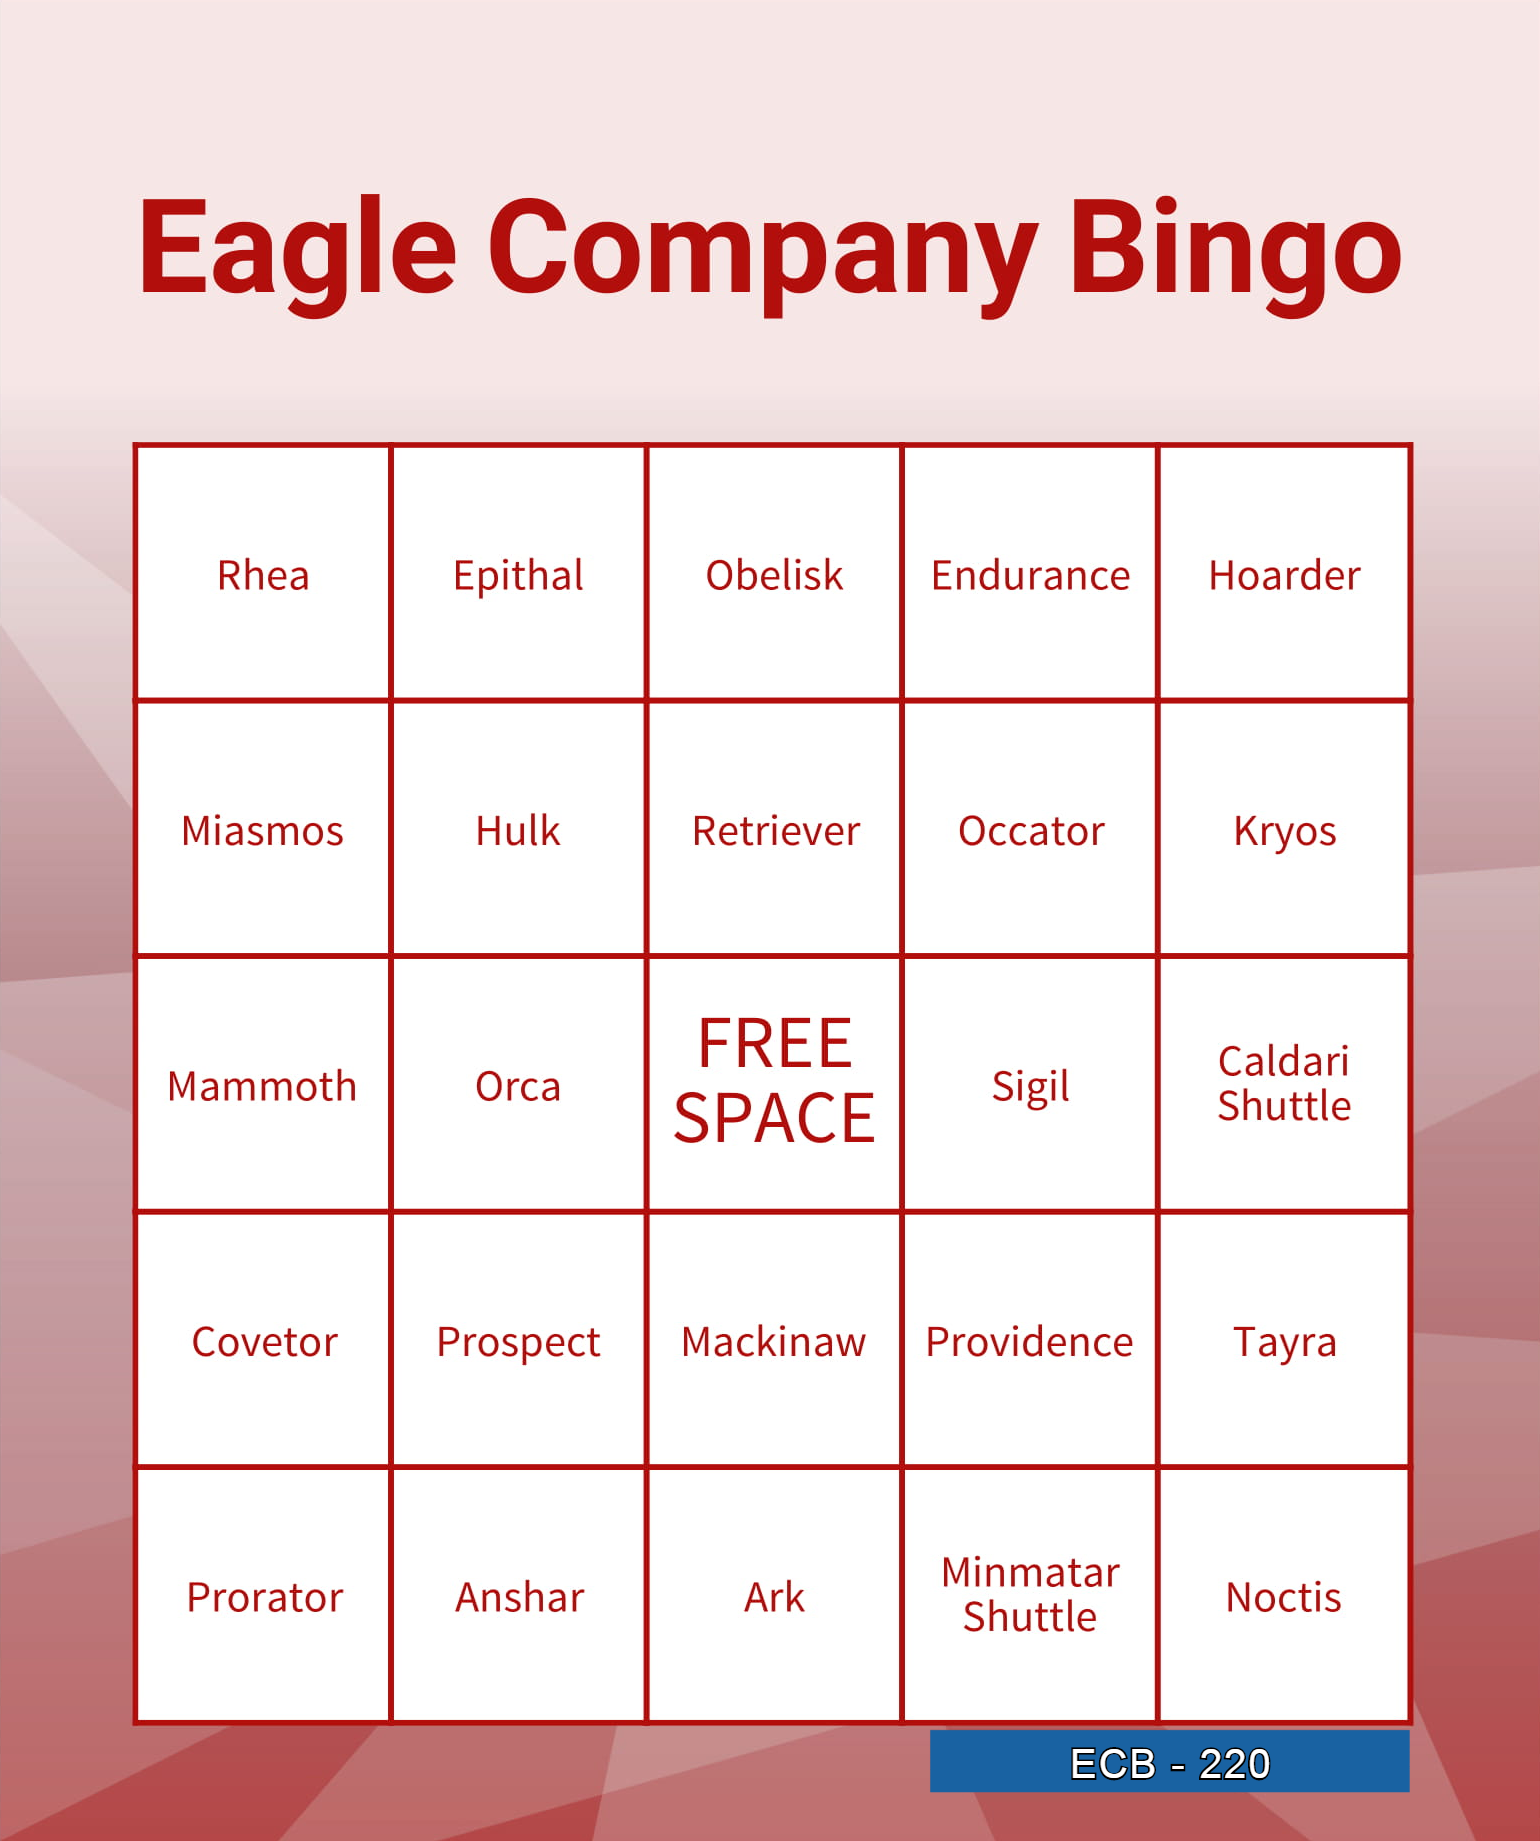 Eagle Company Bingo
Rhea
Epithal
Obelisk
Endurance
Hoarder
Miasmos
Hulk
Retriever
Occator
Kryos
Mammoth
Orca
FREE
SPACE
Sigil
Caldari
Shuttle
Covetor
Prospect
Mackinaw
Providence
Tayra
Prorator
Anshar
Ark
Minmatar
Shuttle
Noctis
ECB - 220